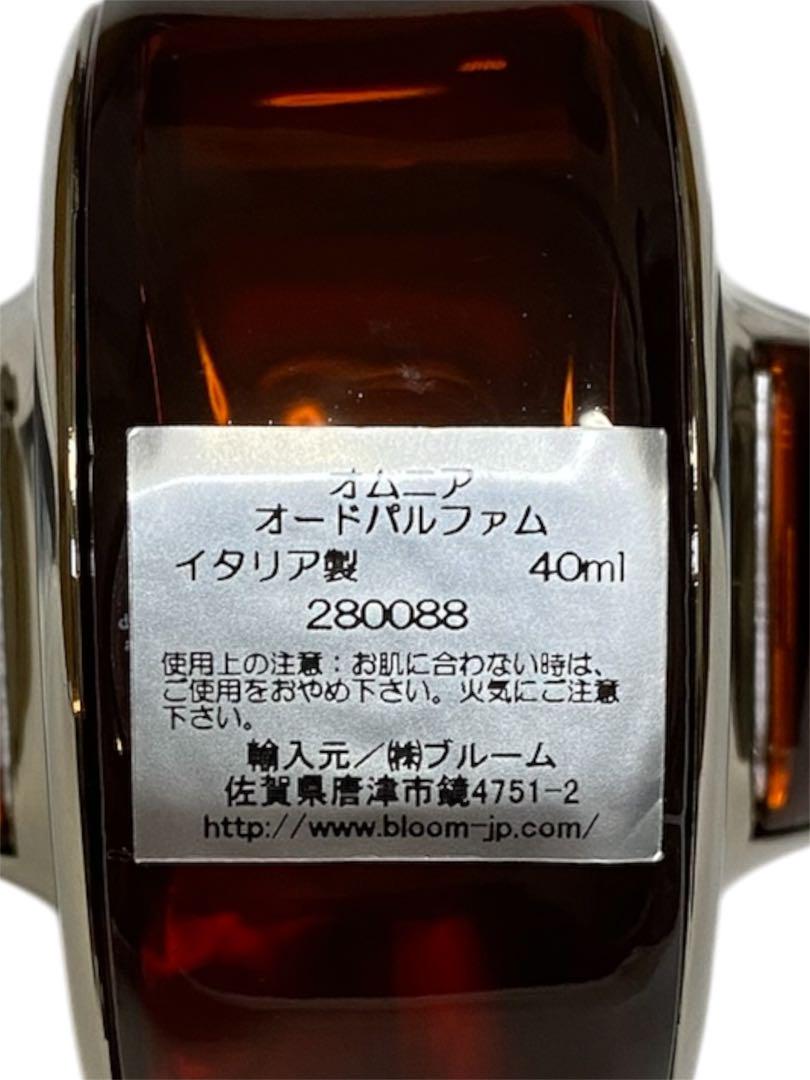 オムニア
オードパルファム
イタリア製 40ml
280088
使用上の注意：お肌に合わない時は、
ご使用をおやめ下さい。火気にご注意
下さい。
輸入元／㈱ブルーム
佐賀県唐津市鏡4751-2
http://www.bloom-jp.com/